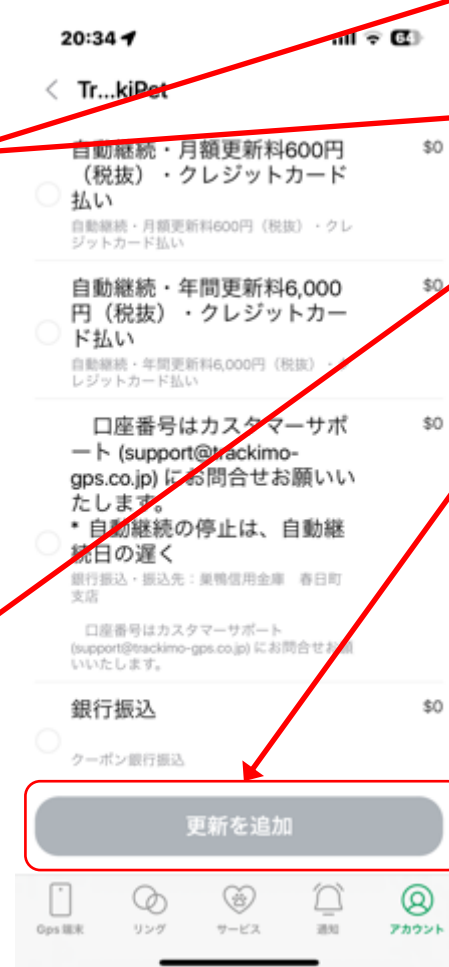 20:34
64
Tr...kiPet
自動継続・月額更新料600円
（税抜）・クレジットカード
払い
$0
自動継続・月額更新料600円（税抜）・クレ
ジットカード払い
自動継続・年間更新料6,000
円（税抜）・クレジットカー
ド払い
$0
自動継続・年間更新料6,000円（税抜）・ク
レジットカード払い
口座番号はカスタマーサポ
ート (support@trackimo-
gps.co.jp) にお問合せお願いい
たします。
* 自動継続の停止は、自動継
続日の遅く
$0
銀行振込・振込先：巣鴨信用金庫　春日町
支店
口座番号はカスタマーサポート
(support@trackimo-gps.co.jp) にお問合せお願
いいたします。
銀行振込
$0
クーポン銀行振込
更新を追加
Gps 端末
リング
サービス
通知
アカウント